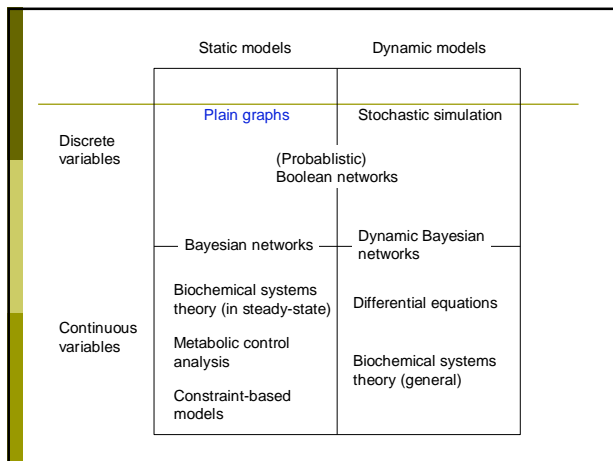 Static models
Dynamic models
Plain graphs
Stochastic simulation
Discrete
variables
(Probablistic)
Boolean networks
Bayesian networks
Dynamic Bayesian
networks
Biochemical systems
theory (in steady-state)
Differential equations
Continuous
variables
Metabolic control
analysis
Biochemical systems
theory (general)
Constraint-based
models